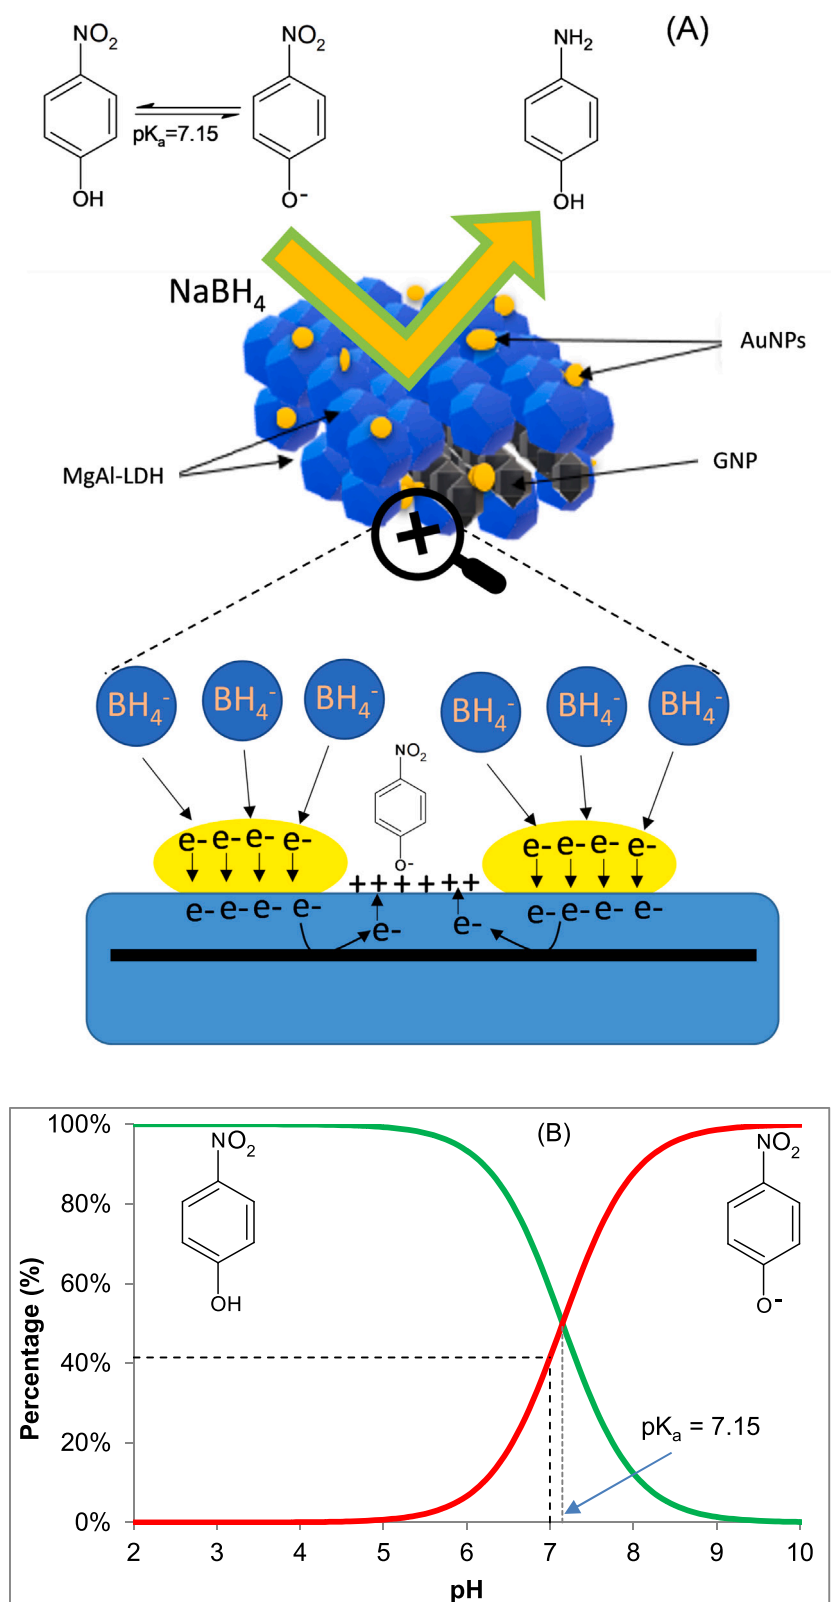 (A)
NO2 NO2 NH2
pKa=7.15
OH O- OH
NaBH4
AuNPs
MgAl-LDH
GNP
BH4- BH4- BH4- BH4- BH4- BH4-
NO2
O-
e- e- e- e- e- e- e- e-
+ + + + + +
e- e- e- e- e- e- e- e-
e- e-
100%
(B)
NO2 NO2
80%
60%
OH O-
40%
pKa = 7.15
20%
0%
2 3 4 5 6 7 8 9 10
Percentage (%)
pH